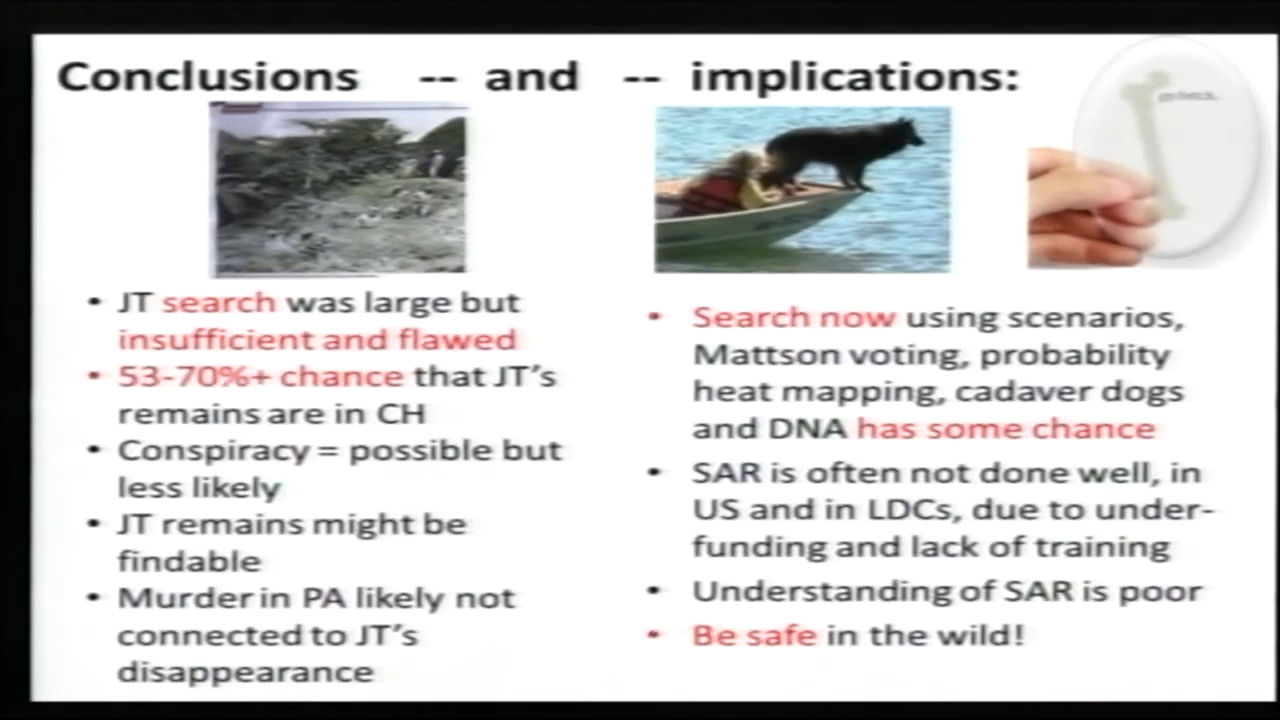 Conclusions -- and -- implications:
• JT search was large but
insufficient and flawed
• 53-70%+ chance that JT's
remains are in CH
• Conspiracy = possible but
less likely
• JT remains might be
findable
• Murder in PA likely not
connected to JT's
disappearance
• Search now using scenarios,
Mattson voting, probability
heat mapping, cadaver dogs
and DNA has some chance
• SAR is often not done well, in
US and in LDCs, due to under-
funding and lack of training
• Understanding of SAR is poor
• Be safe in the wild!